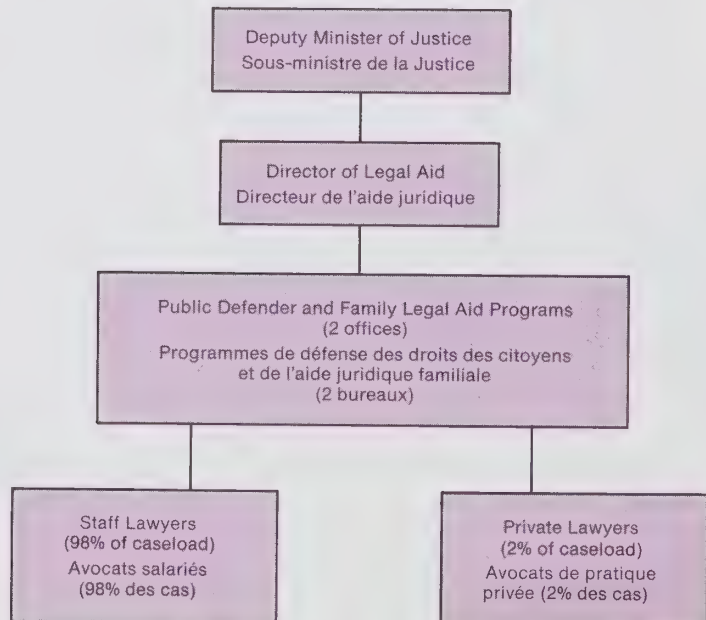 Deputy Minister of Justice
Sous-ministre de la Justice
Director of Legal Aid
Directeur de l'aide juridique
Public Defender and Family Legal Aid Programs
(2 offices)
Programmes de défense des droits des citoyens
et de l'aide juridique familiale
(2 bureaux)
Staff Lawyers
(98% of caseload)
Avocats salariés
(98% des cas)
Private Lawyers
(2% of caseload)
Avocats de pratique
privée (2% des cas)